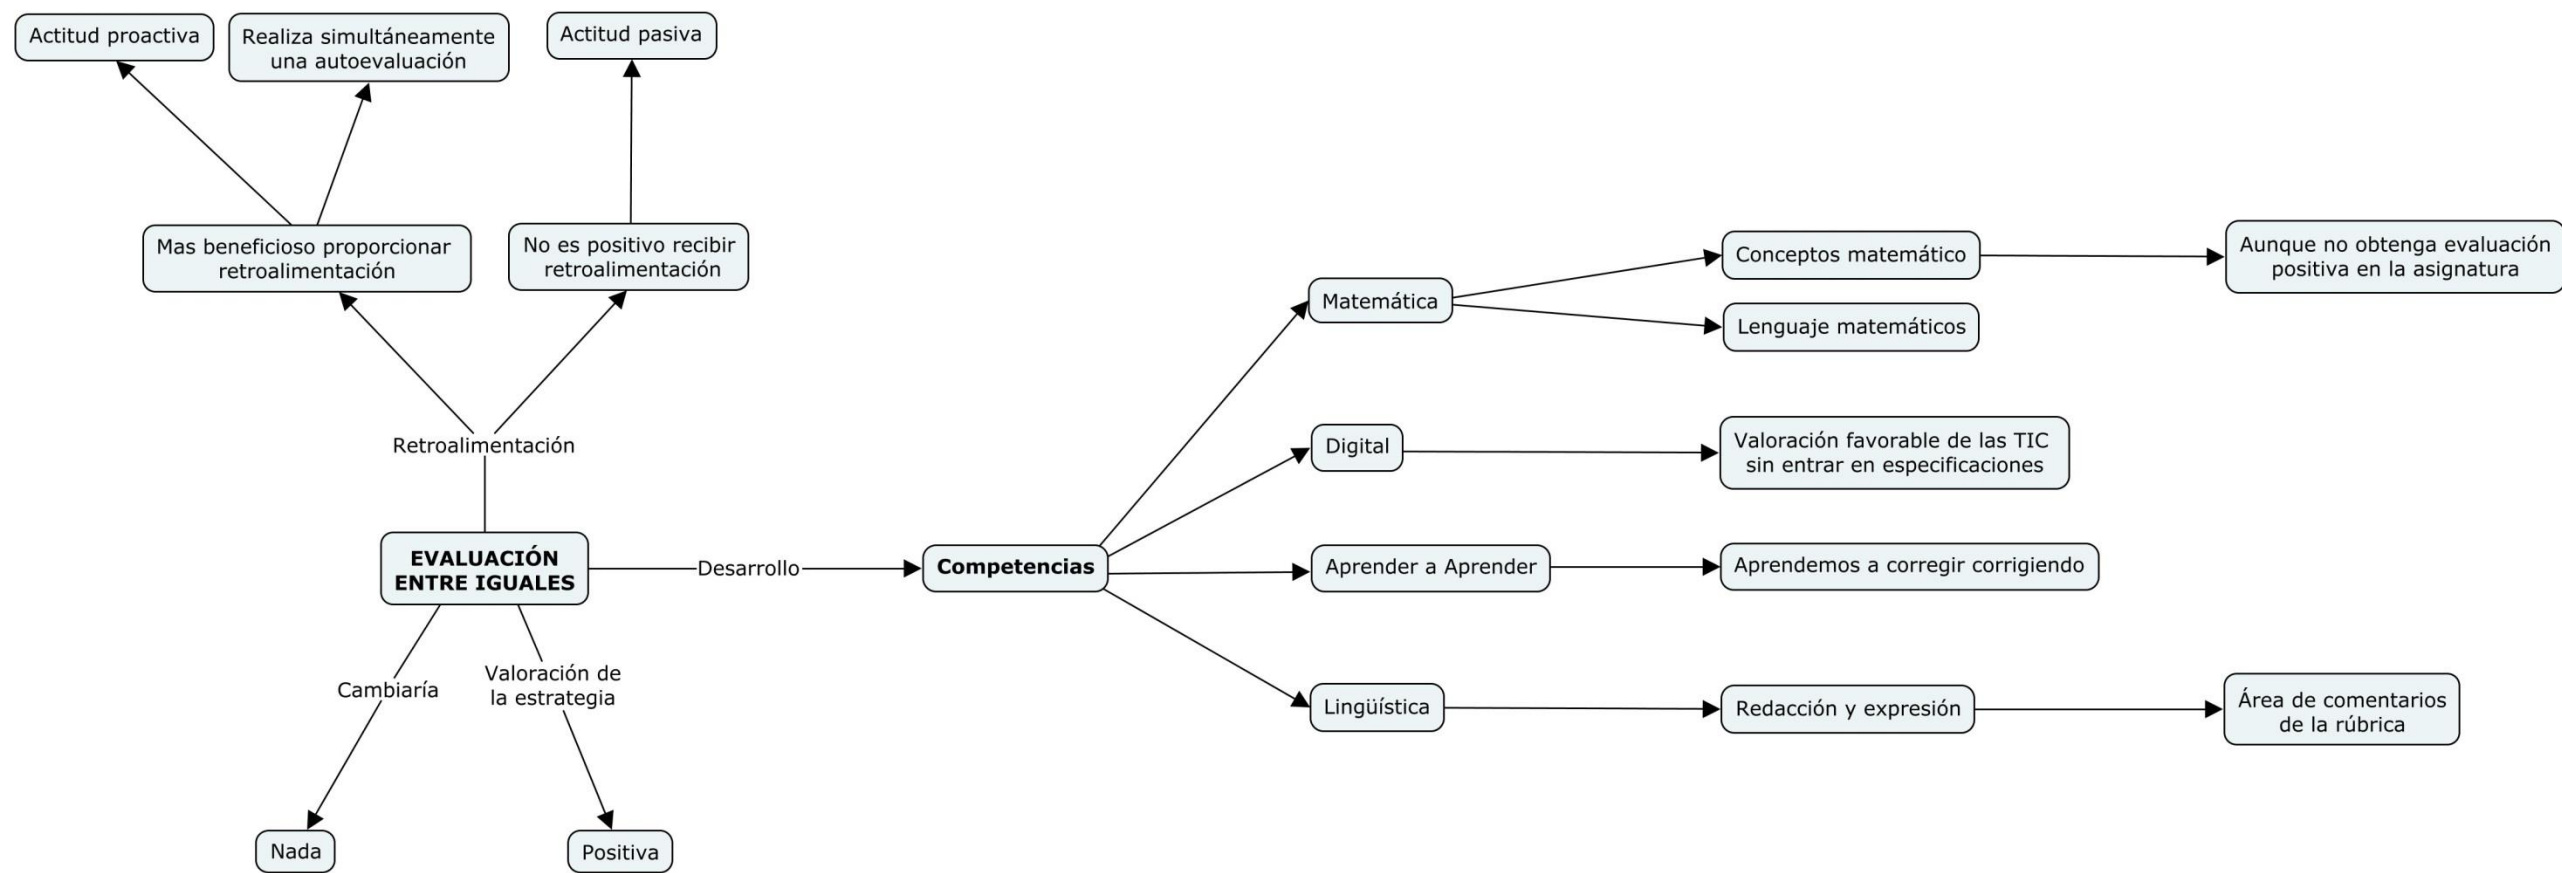 Actitud proactiva
Realiza simultáneamente
una autoevaluación
Actitud pasiva
Mas beneficioso proporcionar
retroalimentación
No es positivo recibir
retroalimentación
Retroalimentación
EVALUACIÓN
ENTRE IGUALES
Cambiaría
Valoración de
la estrategia
Nada
Positiva
Desarrollo
Competencias
Matemática
Conceptos matemático
Aunque no obtenga evaluación
positiva en la asignatura
Lenguaje matemáticos
Digital
Valoración favorable de las TIC
sin entrar en especificaciones
Aprender a Aprender
Aprendemos a corregir corrigiendo
Lingüística
Redacción y expresión
Área de comentarios
de la rúbrica